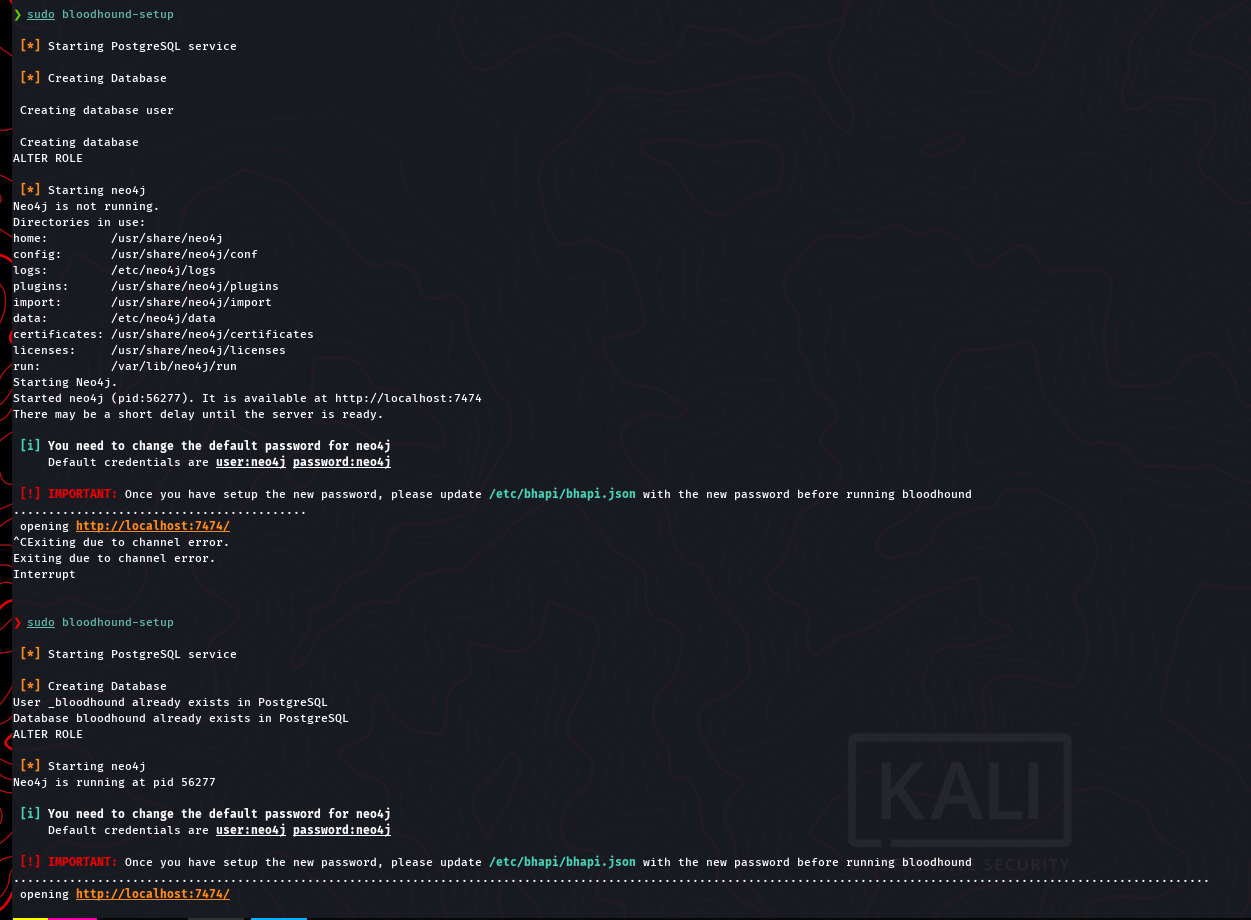 ❯ sudo bloodhound-setup
[*] Starting PostgreSQL service
[*] Creating Database
Creating database user
Creating database
ALTER ROLE
[*] Starting neo4j
Neo4j is not running.
Directories in use:
home:         /usr/share/neo4j
config:       /usr/share/neo4j/conf
logs:         /etc/neo4j/logs
plugins:      /usr/share/neo4j/plugins
import:       /usr/share/neo4j/import
data:         /etc/neo4j/data
certificates: /usr/share/neo4j/certificates
licenses:     /usr/share/neo4j/licenses
run:          /var/lib/neo4j/run
Starting Neo4j.
Started neo4j (pid:56277). It is available at http://localhost:7474
There may be a short delay until the server is ready.
[i] You need to change the default password for neo4j
Default credentials are user:neo4j password:neo4j
[!] IMPORTANT: Once you have setup the new password, please update /etc/bhapi/bhapi.json with the new password before running bloodhound
..........................................
opening http://localhost:7474/
^CExiting due to channel error.
Exiting due to channel error.
Interrupt
❯ sudo bloodhound-setup
[*] Starting PostgreSQL service
[*] Creating Database
User _bloodhound already exists in PostgreSQL
Database bloodhound already exists in PostgreSQL
ALTER ROLE
[*] Starting neo4j
Neo4j is running at pid 56277
[i] You need to change the default password for neo4j
Default credentials are user:neo4j password:neo4j
[!] IMPORTANT: Once you have setup the new password, please update /etc/bhapi/bhapi.json with the new password before running bloodhound
...........................................................................................................................................................................
opening http://localhost:7474/
KALI
SECURITY